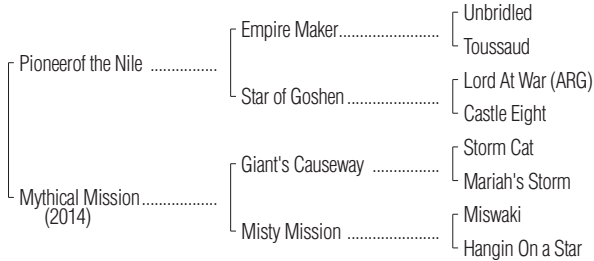 Unbridled
Empire Maker....................
Toussaud
Pioneerof the Nile ................
Lord At War (ARG)
Star of Goshen ...................
Castle Eight
Storm Cat
Giant's Causeway ..............
Mariah's Storm
Mythical Mission.................
(2014)
Miswaki
Misty Mission ...................
Hangin On a Star